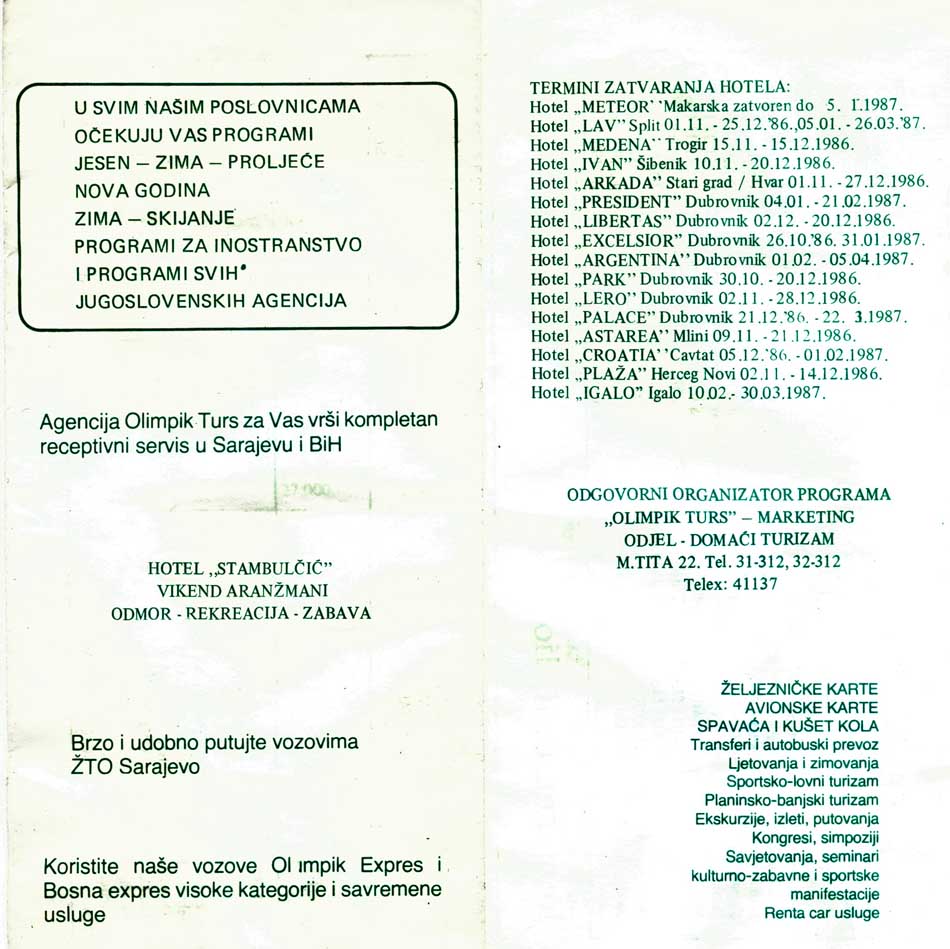 U SVIM NAŠIM POSLOVNICAMA
OČEKUJU VAS PROGRAMI
JESEN — ZIMA — PROLJEĆE
NOVA GODINA
ZIMA — SKIJANJE
PROGRAMI ZA INOSTRANSTVO
I PROGRAMI SVIH
JUGOSLOVENSKIH AGENCIJA
Agencija Olimpik Turs za Vas vrši kompletan
receptivni servis u Sarajevu i BiH
27.000
HOTEL „STAMBULČIĆ”
VIKEND ARANŽMANI
ODMOR - REKREACIJA - ZABAVA
Brzo i udobno putujte vozovima
ŽTO Sarajevo
Koristite naše vozove Olimpik Expres i
Bosna expres visoke kategorije i savremene
usluge
TERMINI ZATVARANJA HOTELA:
Hotel „METEOR'' Makarska zatvoren do 5. 1.1987.
Hotel „LAV” Split 01.11. - 25.12.'86.,05.01. - 26.03.'87.
Hotel „MEDENA'' Trogir 15.11. - 15.12.1986.
Hotel „IVAN” Šibenik 10.11. - 20.12.1986.
Hotel „ARKADA” Stari grad / Hvar 01.11. - 27.12.1986.
Hotel „PRESIDENT” Dubrovnik 04.01. - 21.02.1987.
Hotel „LIBERTAS” Dubrovnik 02.12. - 20.12.1986.
Hotel „EXCELSIOR” Dubrovnik 26.10.'86. 31.01.1987.
Hotel „ARGENTINA” Dubrovnik 01.02. - 05.04.1987.
Hotel „PARK” Dubrovnik 30.10. - 20.12.1986.
Hotel „LERO” Dubrovnik 02.11. - 28.12.1986.
Hotel „PALACE” Dubrovnik 21.12.'86. - 22. 3.1987.
Hotel „ASTAREA'' Mlini 09.11. - 21.12.1986.
Hotel „CROATIA'' Cavtat 05.12.'86. - 01.02.1987.
Hotel „PLAŽA” Herceg Novi 02.11. - 14.12.1986.
Hotel „IGALO” Igalo 10.02.- 30.03.1987.
ODGOVORNI ORGANIZATOR PROGRAMA
„OLIMPIK TURS” — MARKETING
ODJEL - DOMAĆI TURIZAM
M.TITA 22. Tel. 31-312, 32-312
Telex: 41137
ŽELJEZNIČKE KARTE
AVIONSKE KARTE
SPAVAĆA I KUŠET KOLA
Transferi i autobuski prevoz
Ljetovanja i zimovanja
Sportsko-lovni turizam
Planinsko-banjski turizam
Ekskurzije, izleti, putovanja
Kongresi, simpoziji
Savjetovanja, seminari
kulturno-zabavne i sportske
manifestacije
Renta car usluge